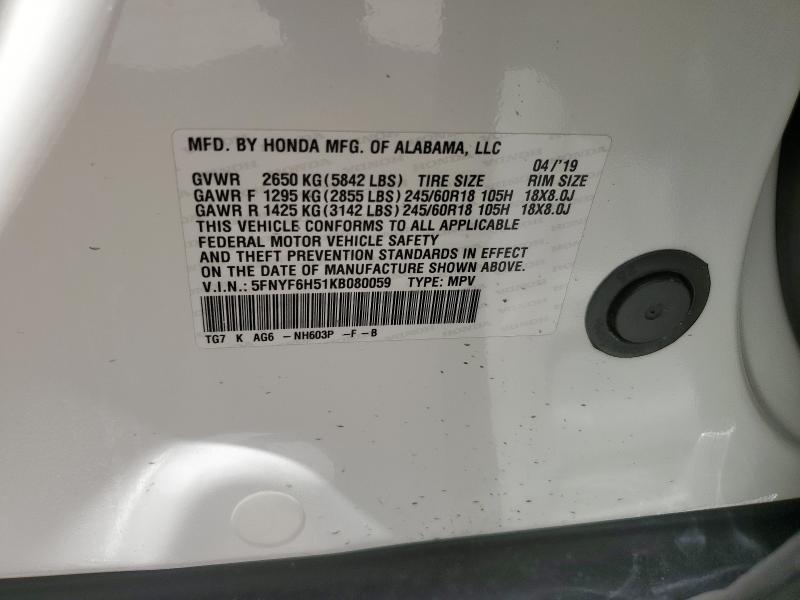 MFD. BY HONDA MFG. OF ALABAMA, LLC
04/'19
GVWR 2650 KG(5842 LBS) TIRE SIZE RIM SIZE
GAWR F 1295 KG(2855 LBS)245/60R18 105H 18X8.0J
GAWR R 1425 KG(3142 LBS)245/60R18 105H 18X8.0J
THIS VEHICLE CONFORMS TO ALL APPLICABLE
FEDERAL MOTOR VEHICLE SAFETY
AND THEFT PREVENTION STANDARDS IN EFFECT
ON THE DATE OF MANUFACTURE SHOWN ABOVE.
V.I.N.: 5FNYF6H51KB080059 TYPE: MPV
TG7 K AG6 -NH603P -F-B